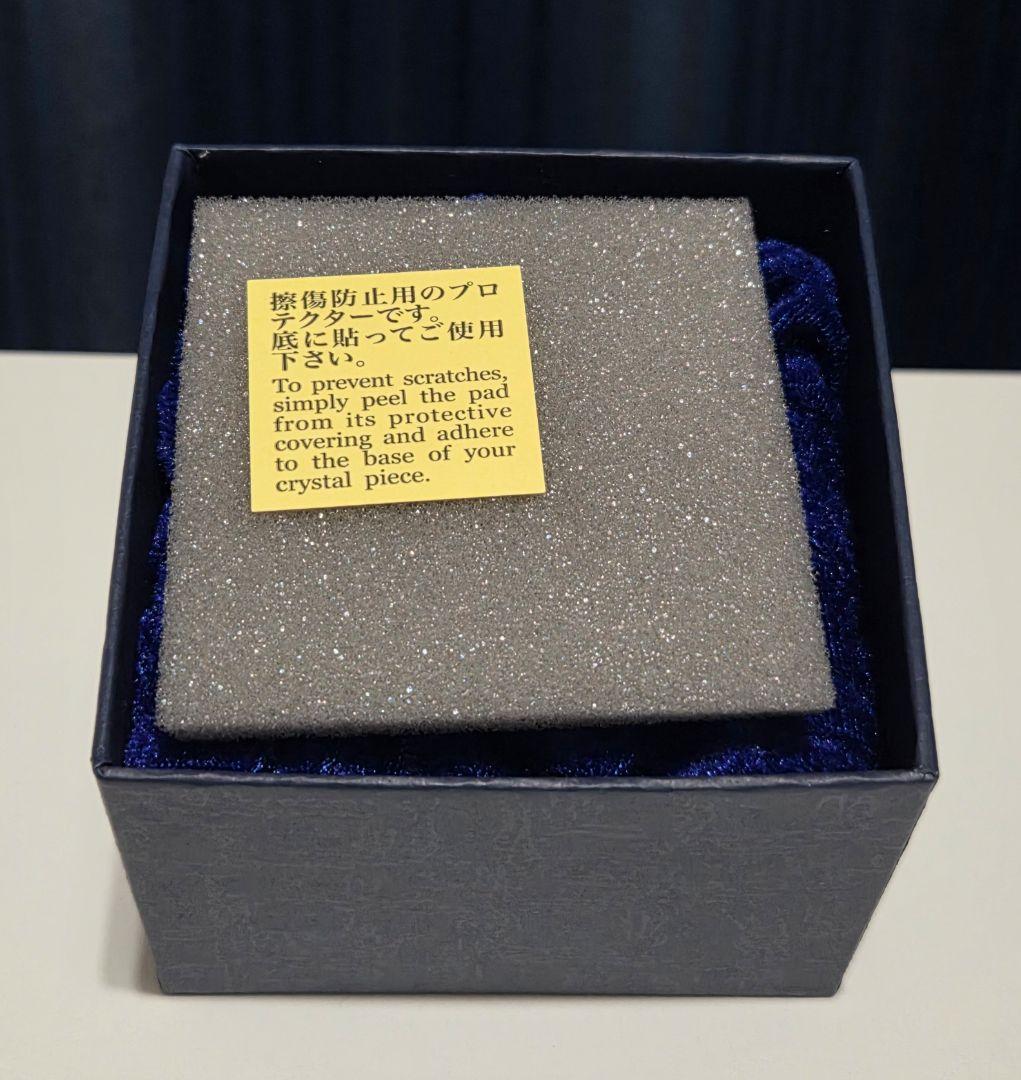 擦傷防止用のプロ
テクターです。
底に貼ってご使用
下さい。
To prevent scratches,
simply peel the pad
from its protective
covering and adhere
to the base of your
crystal piece.